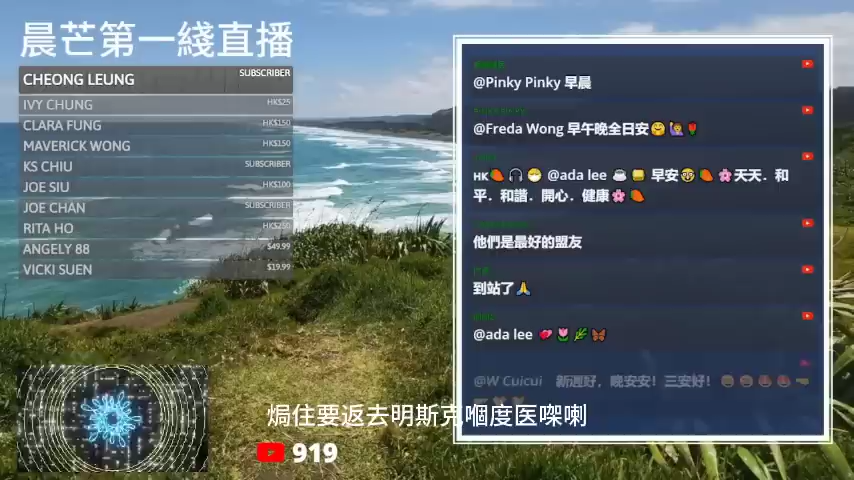 晨芒第一綫直播
CHEONG LEUNG SUBSCRIBER
IVY CHUNG HK$25
CLARA FUNG HK$150
MAVERICK WONG HK$150
KS CHIU SUBSCRIBER
JOE SIU HK$100
JOE CHAN SUBSCRIBER
RITA HO HK$250
ANGELY 88 $49.99
VICKI SUEN $19.99
@Pinky Pinky 早晨
@Freda Wong 早午晚全日安🤗🙋🌹
HK🍠🎧😷 @ada lee ☕🍞 早安🤓🍠🌸天天．和
平．和諧．開心．健康🌸🍠
他們是最好的盟友
到站了🙏
@ada lee 💞🌷🌿🦋
@W Cuicui 新週好，晚安安！三安好！
焗住要返去明斯克嗰度医㗎喇
919